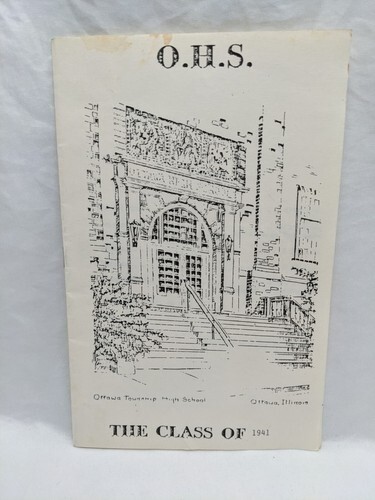 O.H.S.
Ottawa Township High School Ottawa, Illinois
THE CLASS OF 1941